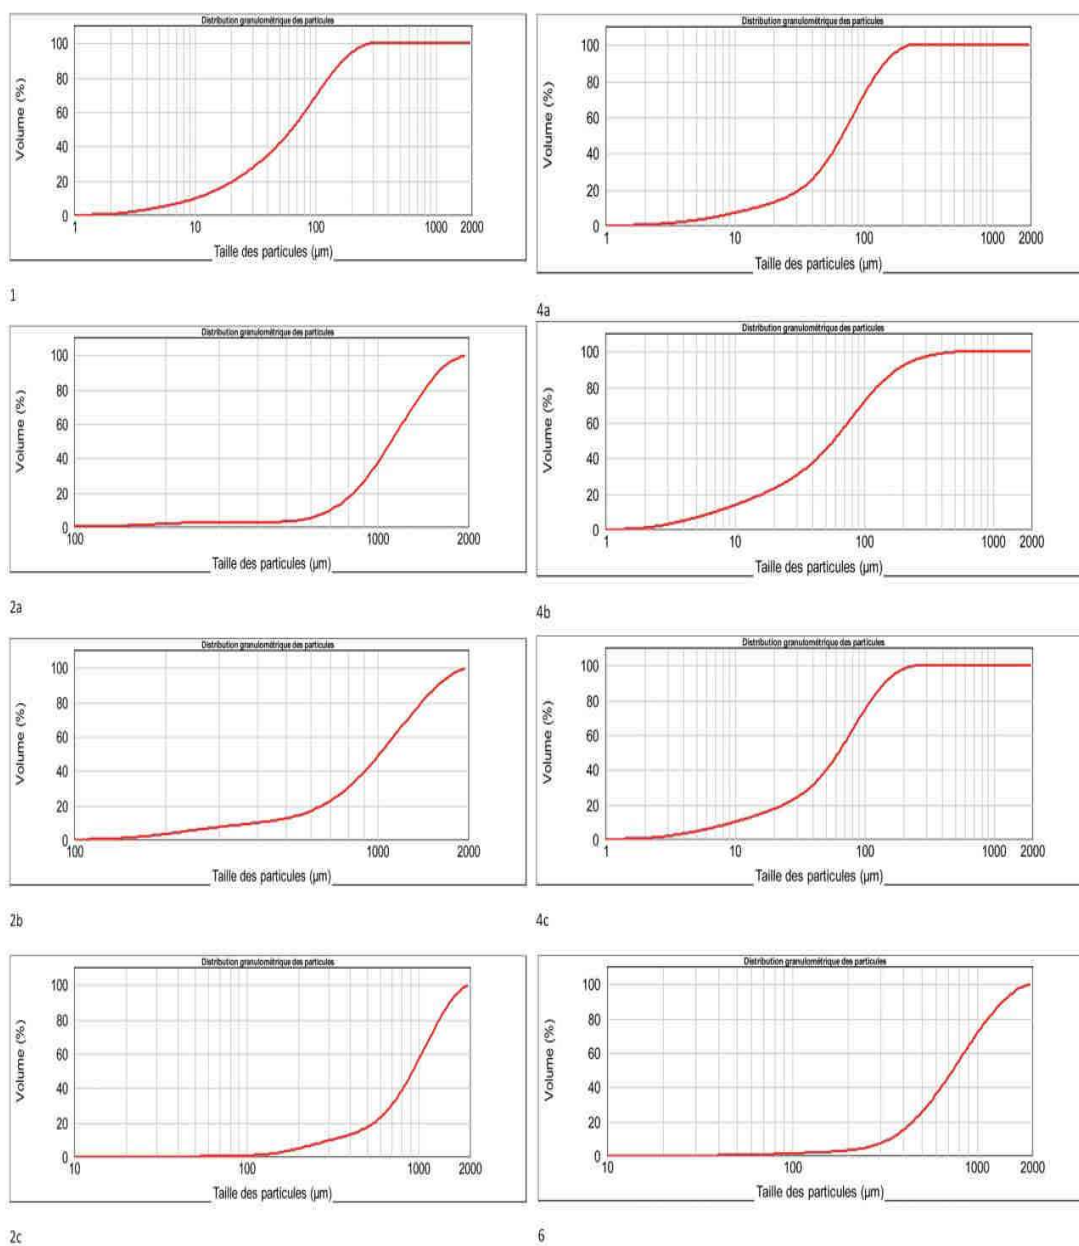 Distribution granulométrique des particules
Volume (%)
100
80
60
40
20
0
1 10 100 1000 2000
Taille des particules (µm)
1
Distribution granulométrique des particules
Volume (%)
100
80
60
40
20
0
1 10 100 1000 2000
Taille des particules (µm)
4a
Distribution granulométrique des particules
Volume (%)
100
80
60
40
20
0
100 1000 2000
Taille des particules (µm)
2a
Distribution granulométrique des particules
Volume (%)
100
80
60
40
20
0
1 10 100 1000 2000
Taille des particules (µm)
4b
Distribution granulométrique des particules
Volume (%)
100
80
60
40
20
0
100 1000 2000
Taille des particules (µm)
2b
Distribution granulométrique des particules
Volume (%)
100
80
60
40
20
0
1 10 100 1000 2000
Taille des particules (µm)
4c
Distribution granulométrique des particules
Volume (%)
100
80
60
40
20
0
10 100 1000 2000
Taille des particules (µm)
2c
Distribution granulométrique des particules
Volume (%)
100
80
60
40
20
0
10 100 1000 2000
Taille des particules (µm)
6